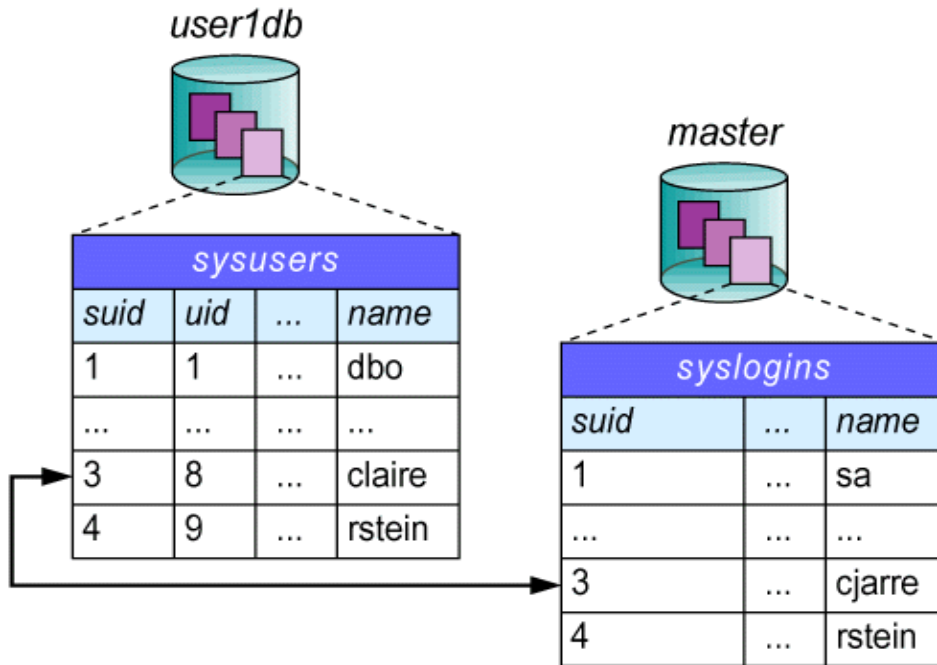 user1db
sysusers
suid uid ... name
1 1 ... dbo
... ... ... ...
3 8 ... claire
4 9 ... rstein
master
syslogins
suid ... name
1 ... sa
... ... ...
3 ... cjarre
4 ... rstein